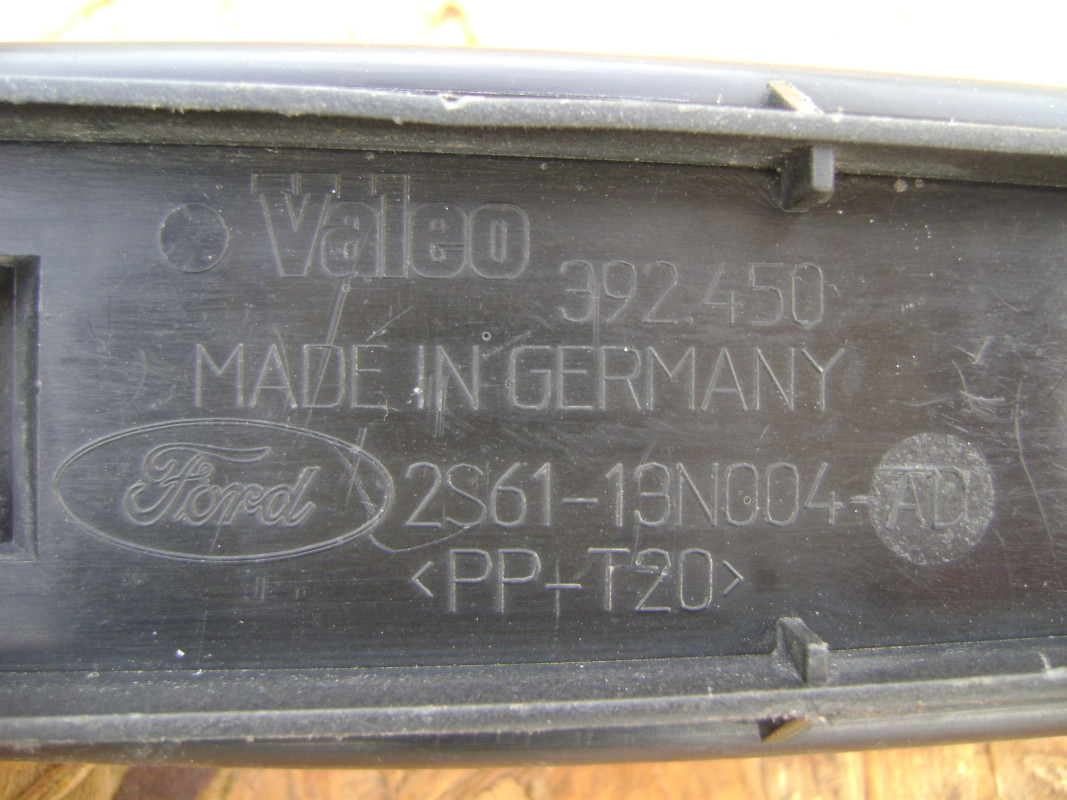 Valeo
392.450
MADE IN GERMANY
Ford 2S61-13N004-AD
<PP-T20>